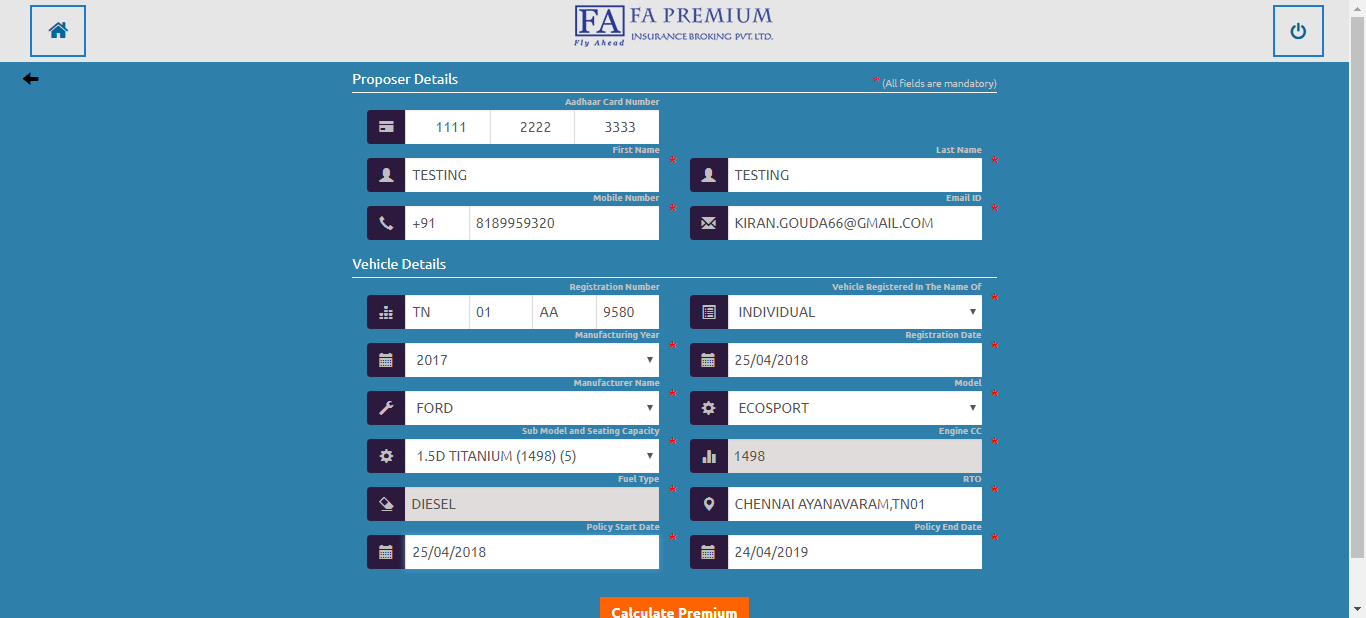 FA FA PREMIUM
Fly Ahead INSURANCE BROKING PVT. LTD.
Proposer Details * (All fields are mandatory)
Aadhaar Card Number
1111 2222 3333
First Name Last Name
TESTING * TESTING *
Mobile Number Email ID
+91 8189959320 * KIRAN.GOUDA66@GMAIL.COM *
Vehicle Details
Registration Number Vehicle Registered In The Name Of
TN 01 AA 9580 INDIVIDUAL *
Manufacturing Year Registration Date
2017 * 25/04/2018 *
Manufacturer Name Model
FORD * ECOSPORT *
Sub Model and Seating Capacity Engine CC
1.5D TITANIUM (1498) (5) * 1498 *
Fuel Type RTO
DIESEL * CHENNAI AYANAVARAM,TN01 *
Policy Start Date Policy End Date
25/04/2018 * 24/04/2019 *
Calculate Premium